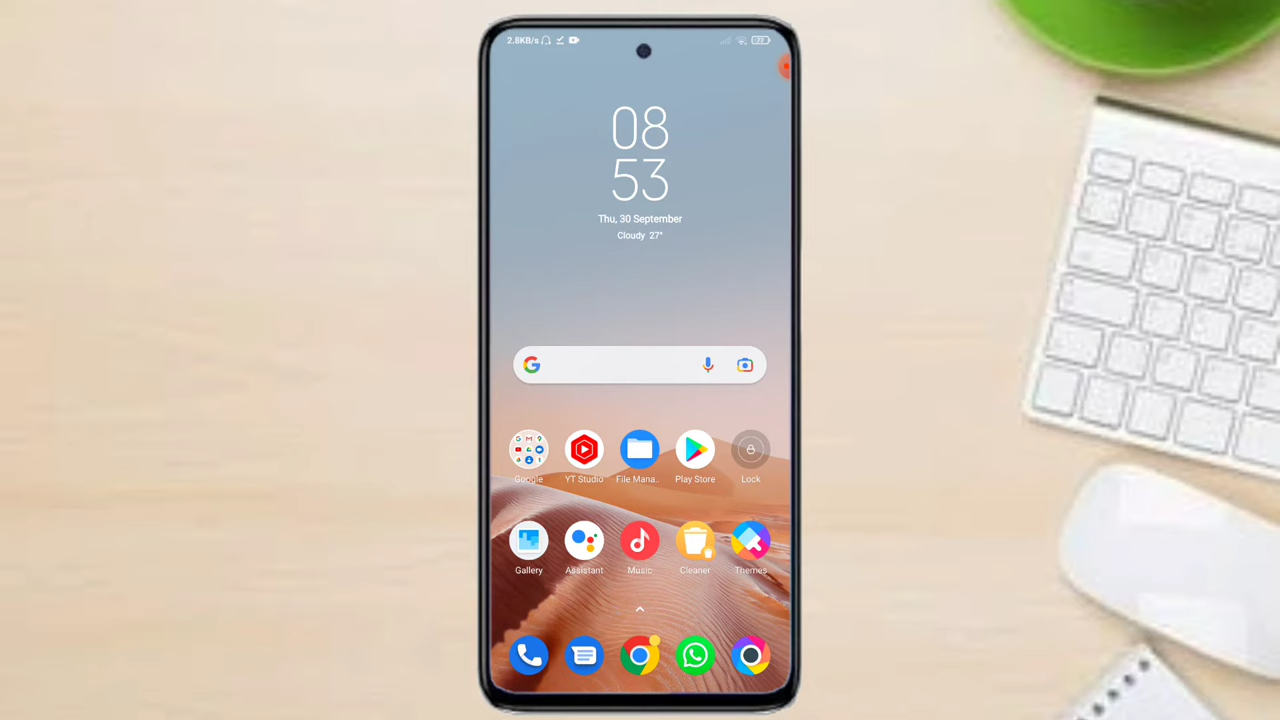 2.8KB/s 77
08
53
Thu, 30 September
Cloudy 27°
Google YT Studio File Mana.. Play Store Lock
Gallery Assistant Music Cleaner Themes